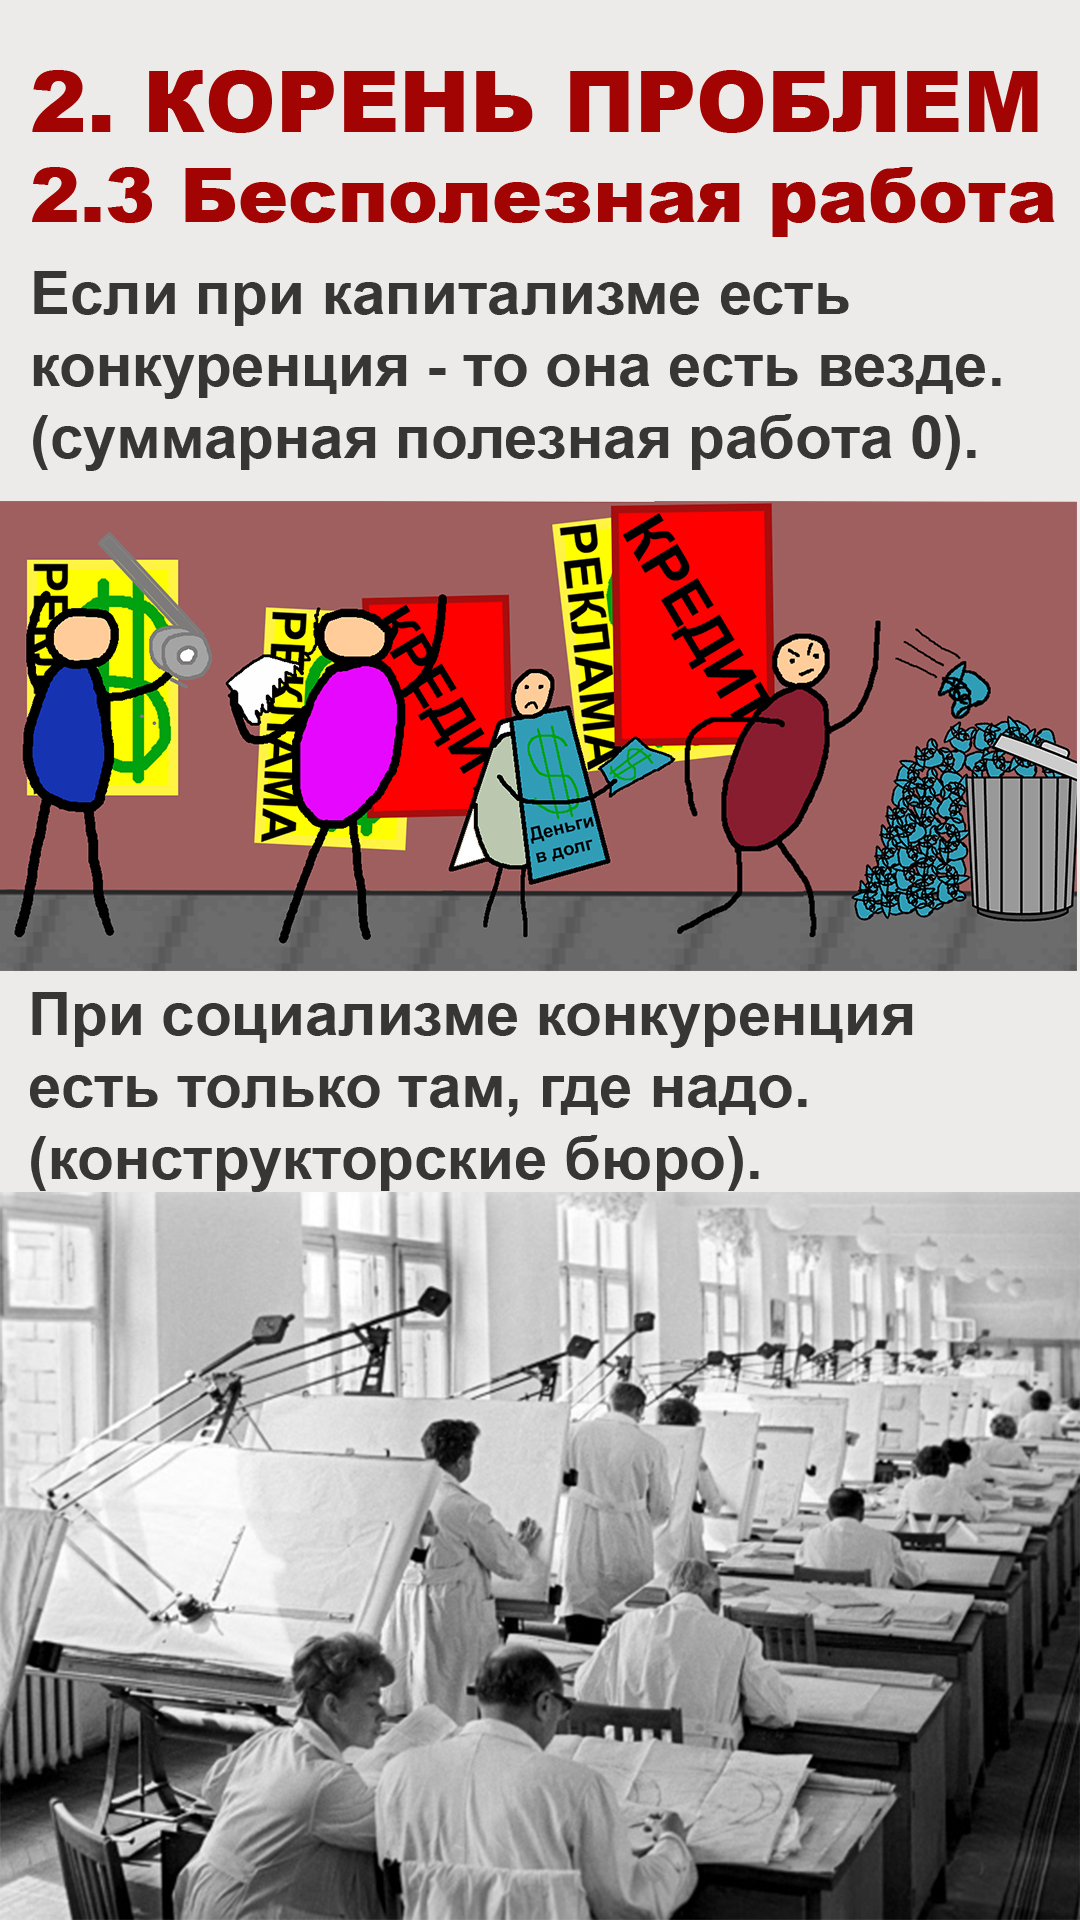 2. КОРЕНЬ ПРОБЛЕМ
2.3 Бесполезная работа
Если при капитализме есть
конкуренция - то она есть везде.
(суммарная полезная работа 0).
РЕКЛ
РЕКЛАМА
КРЕДИ
РЕКЛАМА
КРЕДИТ
Деньги
в долг
При социализме конкуренция
есть только там, где надо.
(конструкторские бюро).